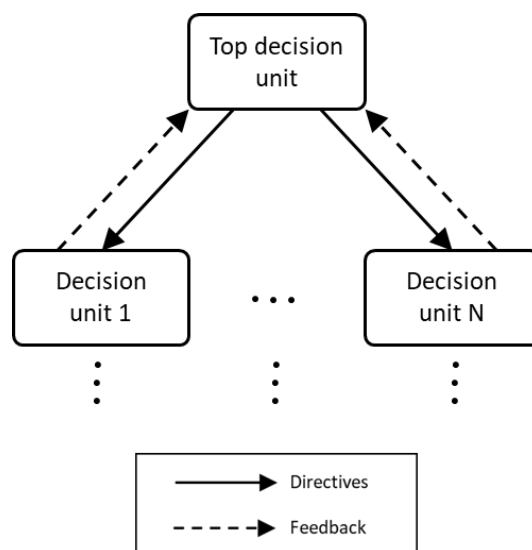 Top decision
unit
Decision
unit 1
...
Decision
unit N
Directives
Feedback